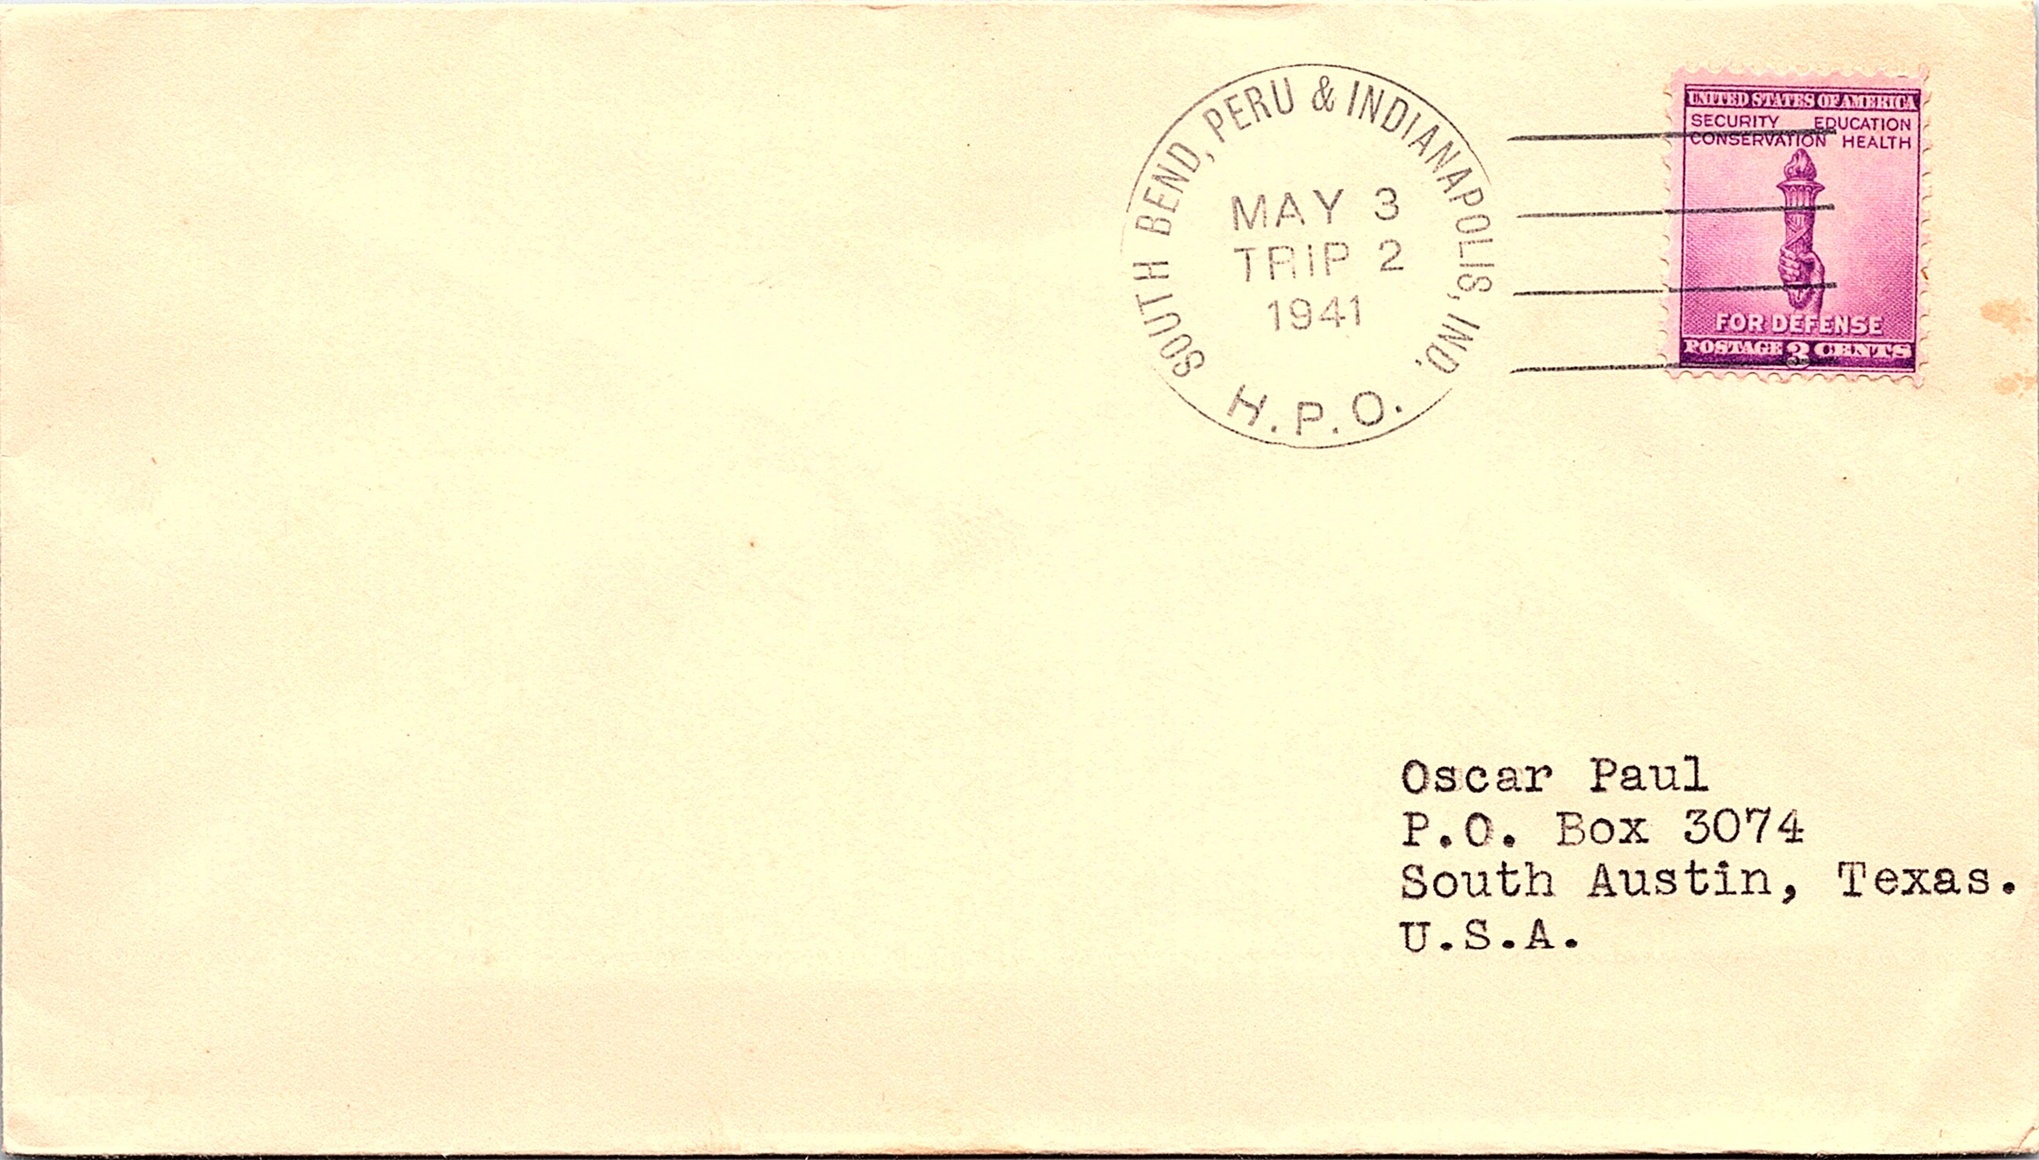 SOUTH BEND, PERU & INDIANAPOLIS, IND.
MAY 3
TRIP 2
1941
H.P.O.
UNITED STATES OF AMERICA
SECURITY EDUCATION
CONSERVATION HEALTH
FOR DEFENSE
POSTAGE 3 CENTS
Oscar Paul
P.O. Box 3074
South Austin, Texas.
U.S.A.